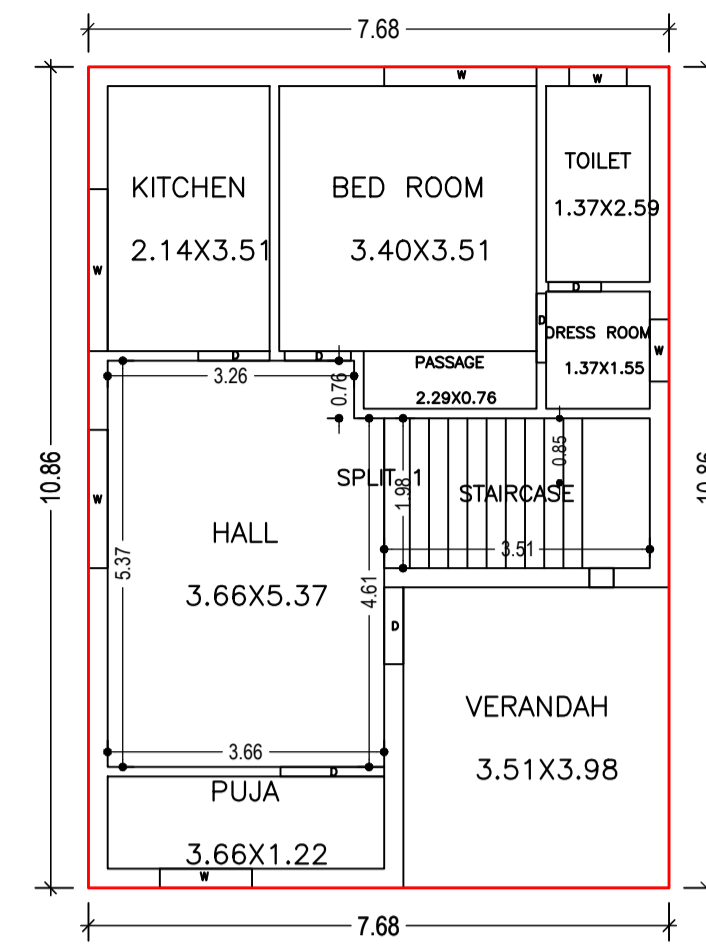 7.68
W
W
KITCHEN
2.14X3.51
BED ROOM
3.40X3.51
TOILET
1.37X2.59
W
D
D
DRESS ROOM
1.37X1.55
W
D
D
PASSAGE
2.29X0.76
3.26
0.76
10.86
10.86
W
SPLIT 1
1.98
0.85
STAIRCASE
3.51
HALL
3.66X5.37
5.37
4.61
D
VERANDAH
3.51X3.98
3.66
D
PUJA
3.66X1.22
W
7.68